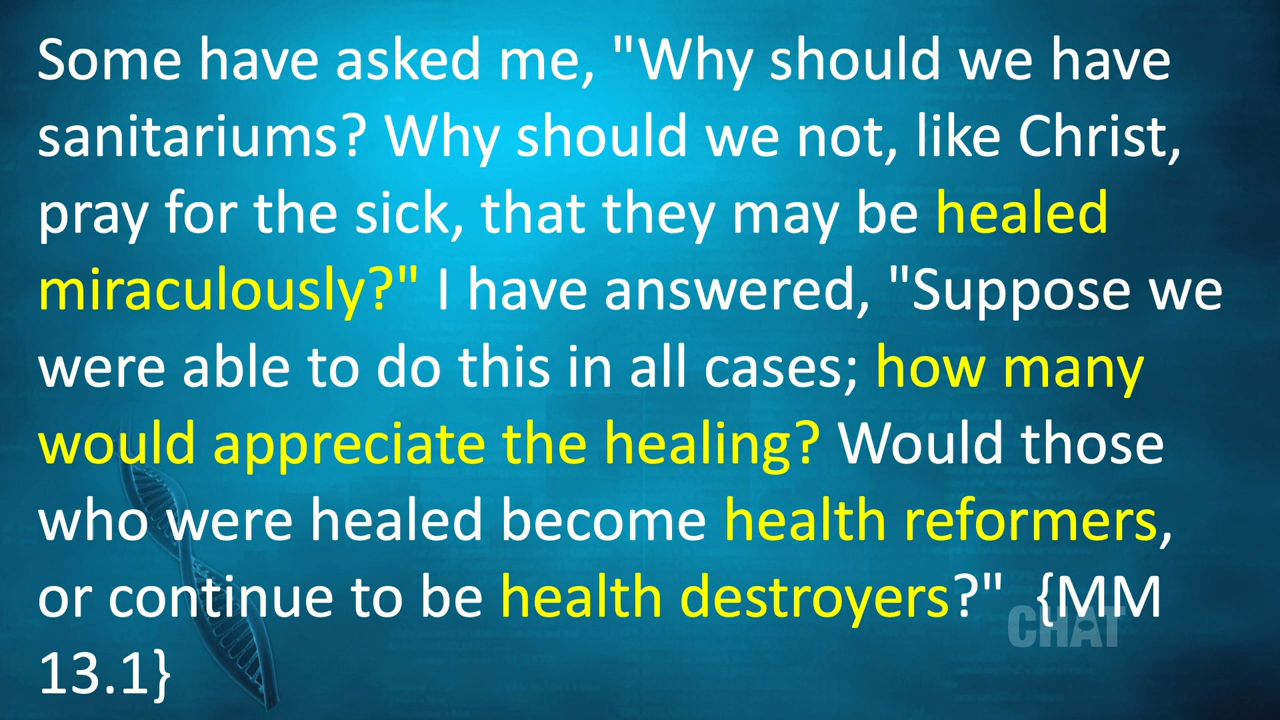 Some have asked me, "Why should we have
sanitariums? Why should we not, like Christ,
pray for the sick, that they may be healed
miraculously?" I have answered, "Suppose we
were able to do this in all cases; how many
would appreciate the healing? Would those
who were healed become health reformers,
or continue to be health destroyers?" {MM
13.1}
CHAT